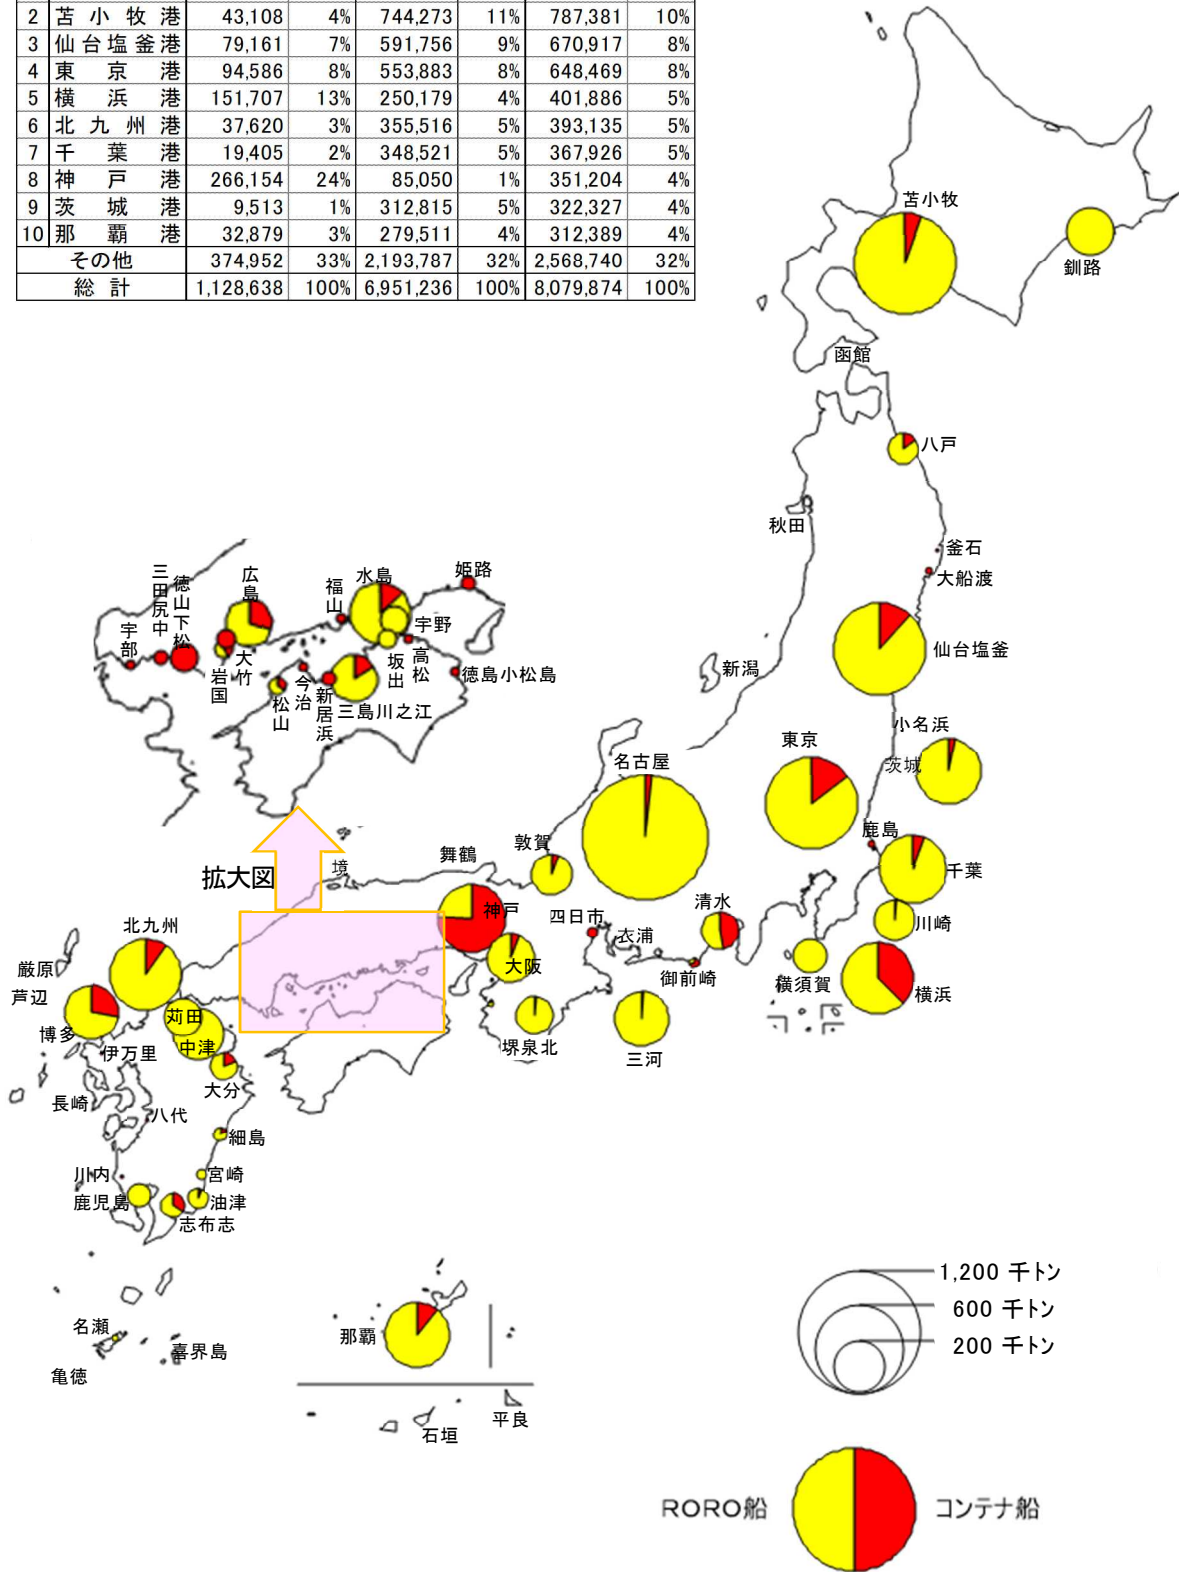 2 苫小牧港 43,108 4% 744,273 11% 787,381 10%
3 仙台塩釜港 79,161 7% 591,756 9% 670,917 8%
4 東京港 94,586 8% 553,883 8% 648,469 8%
5 横浜港 151,707 13% 250,179 4% 401,886 5%
6 北九州港 37,620 3% 355,516 5% 393,135 5%
7 千葉港 19,405 2% 348,521 5% 367,926 5%
8 神戸港 266,154 24% 85,050 1% 351,204 4%
9 茨城港 9,513 1% 312,815 5% 322,327 4%
10 那覇港 32,879 3% 279,511 4% 312,389 4%
その他 374,952 33% 2,193,787 32% 2,568,740 32%
総計 1,128,638 100% 6,951,236 100% 8,079,874 100%
苫小牧
釧路
函館
八戸
秋田
釜石
大船渡
仙台塩釜
新潟
小名浜
茨城
東京
名古屋
鹿島
千葉
川崎
横須賀
横浜
清水
御前崎
衣浦
四日市
三河
敦賀
舞鶴
境
神戸
大阪
堺泉北
拡大図
宇部
三田尻中
徳山下松
岩国
大竹
広島
福山
水島
姫路
宇野
高松
坂出
徳島小松島
三島川之江
新居浜
今治
松山
北九州
厳原
芦辺
博多
苅田
中津
伊万里
大分
長崎
八代
細島
川内
宮崎
鹿児島
油津
志布志
名瀬
喜界島
亀徳
那覇
平良
石垣
1,200 千トン
600 千トン
200 千トン
RORO船
コンテナ船